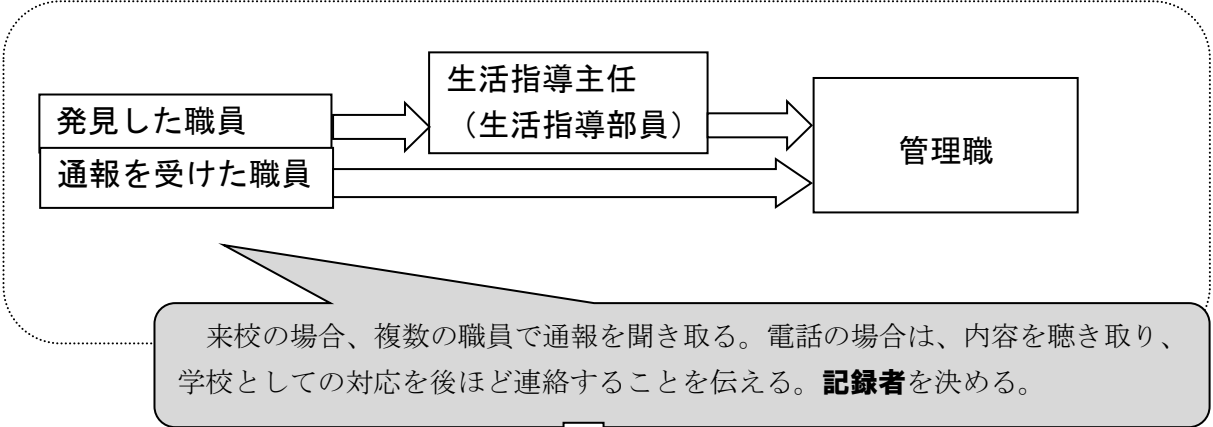 生活指導主任
（生活指導部員）
発見した職員
通報を受けた職員
管理職
来校の場合、複数の職員で通報を聞き取る。電話の場合は、内容を聴き取り、
学校としての対応を後ほど連絡することを伝える。記録者を決める。